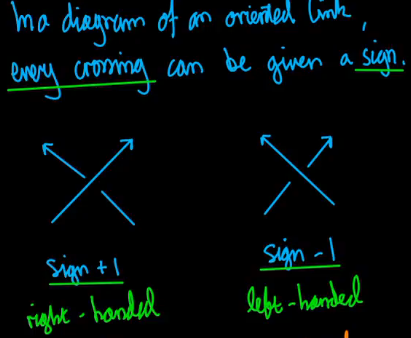 In a diagram of an oriented link,
every crossing can be given a sign.
sign +1
sign -1
right-handed
left-handed